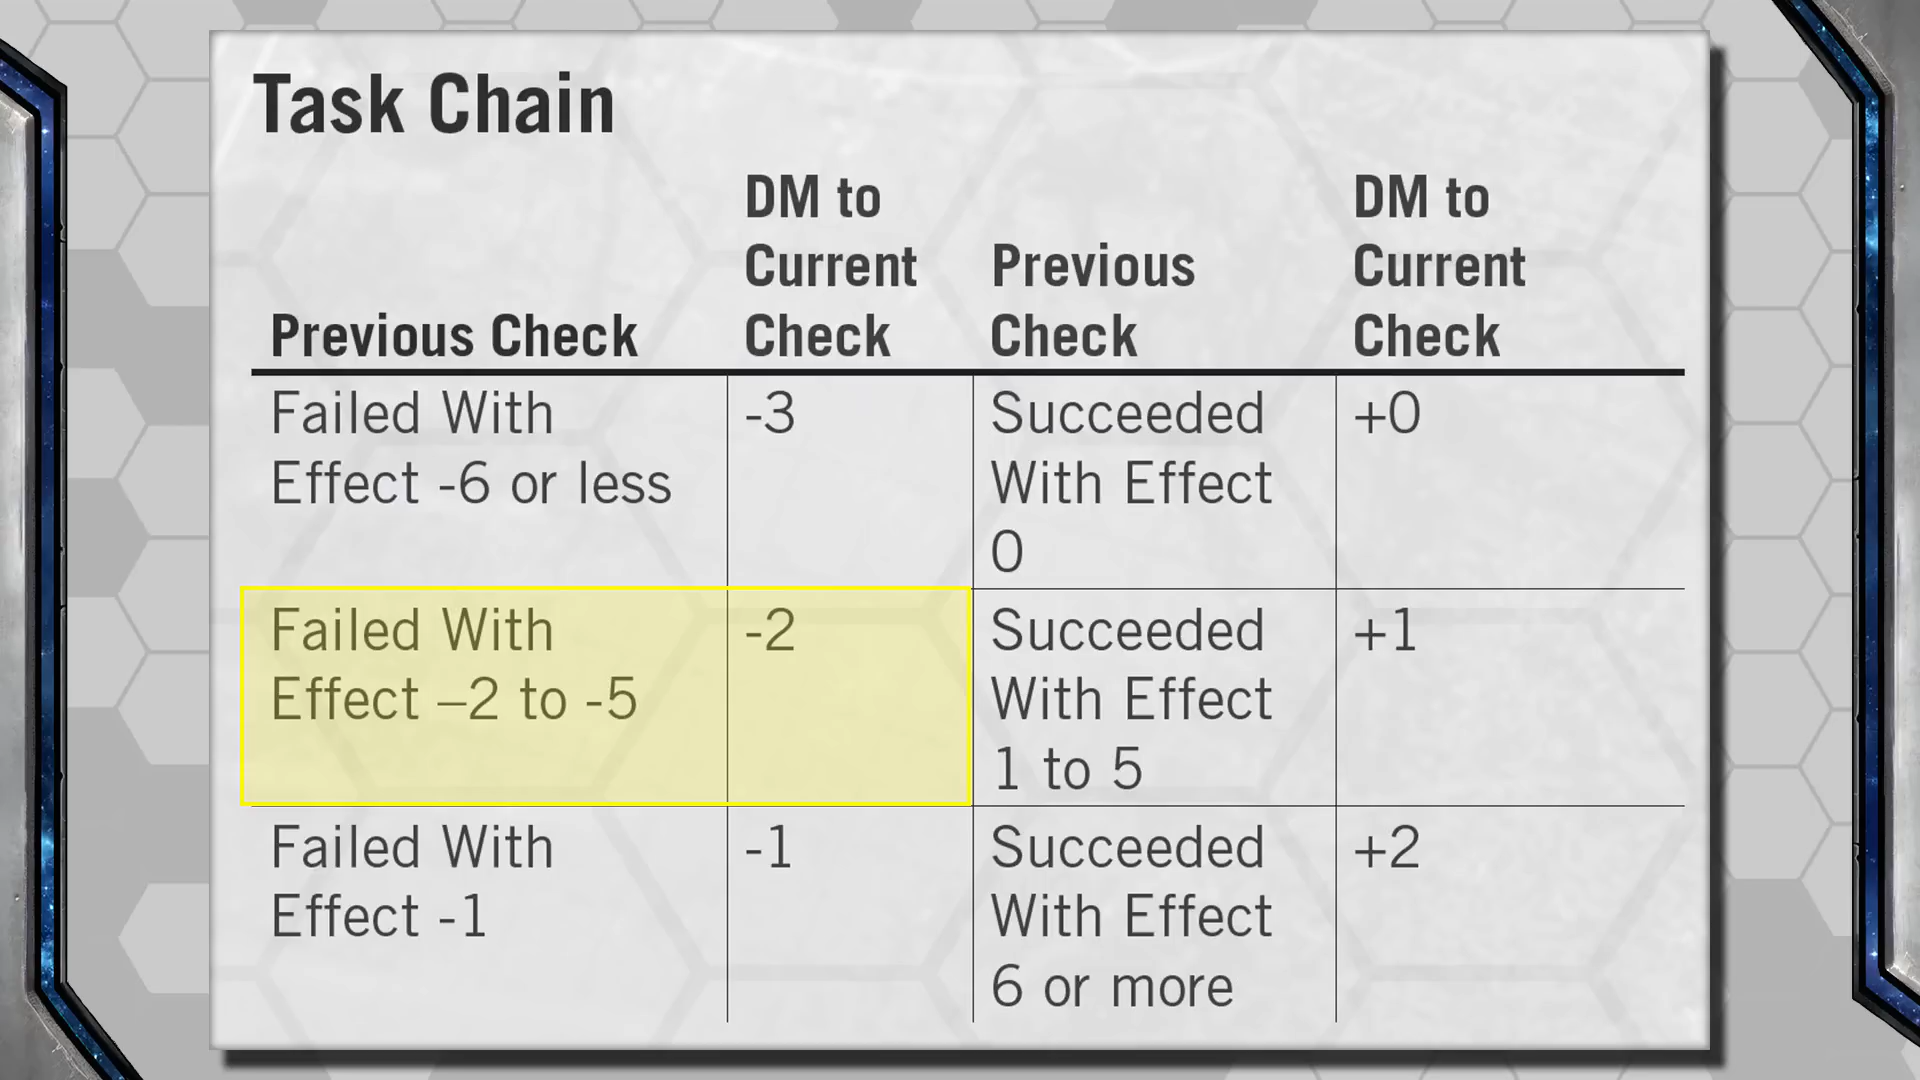 Task Chain
Previous Check
DM to
Current
Check
Previous
Check
DM to
Current
Check
Failed With
Effect -6 or less
-3
Succeeded
With Effect
0
+0
Failed With
Effect –2 to -5
-2
Succeeded
With Effect
1 to 5
+1
Failed With
Effect -1
-1
Succeeded
With Effect
6 or more
+2